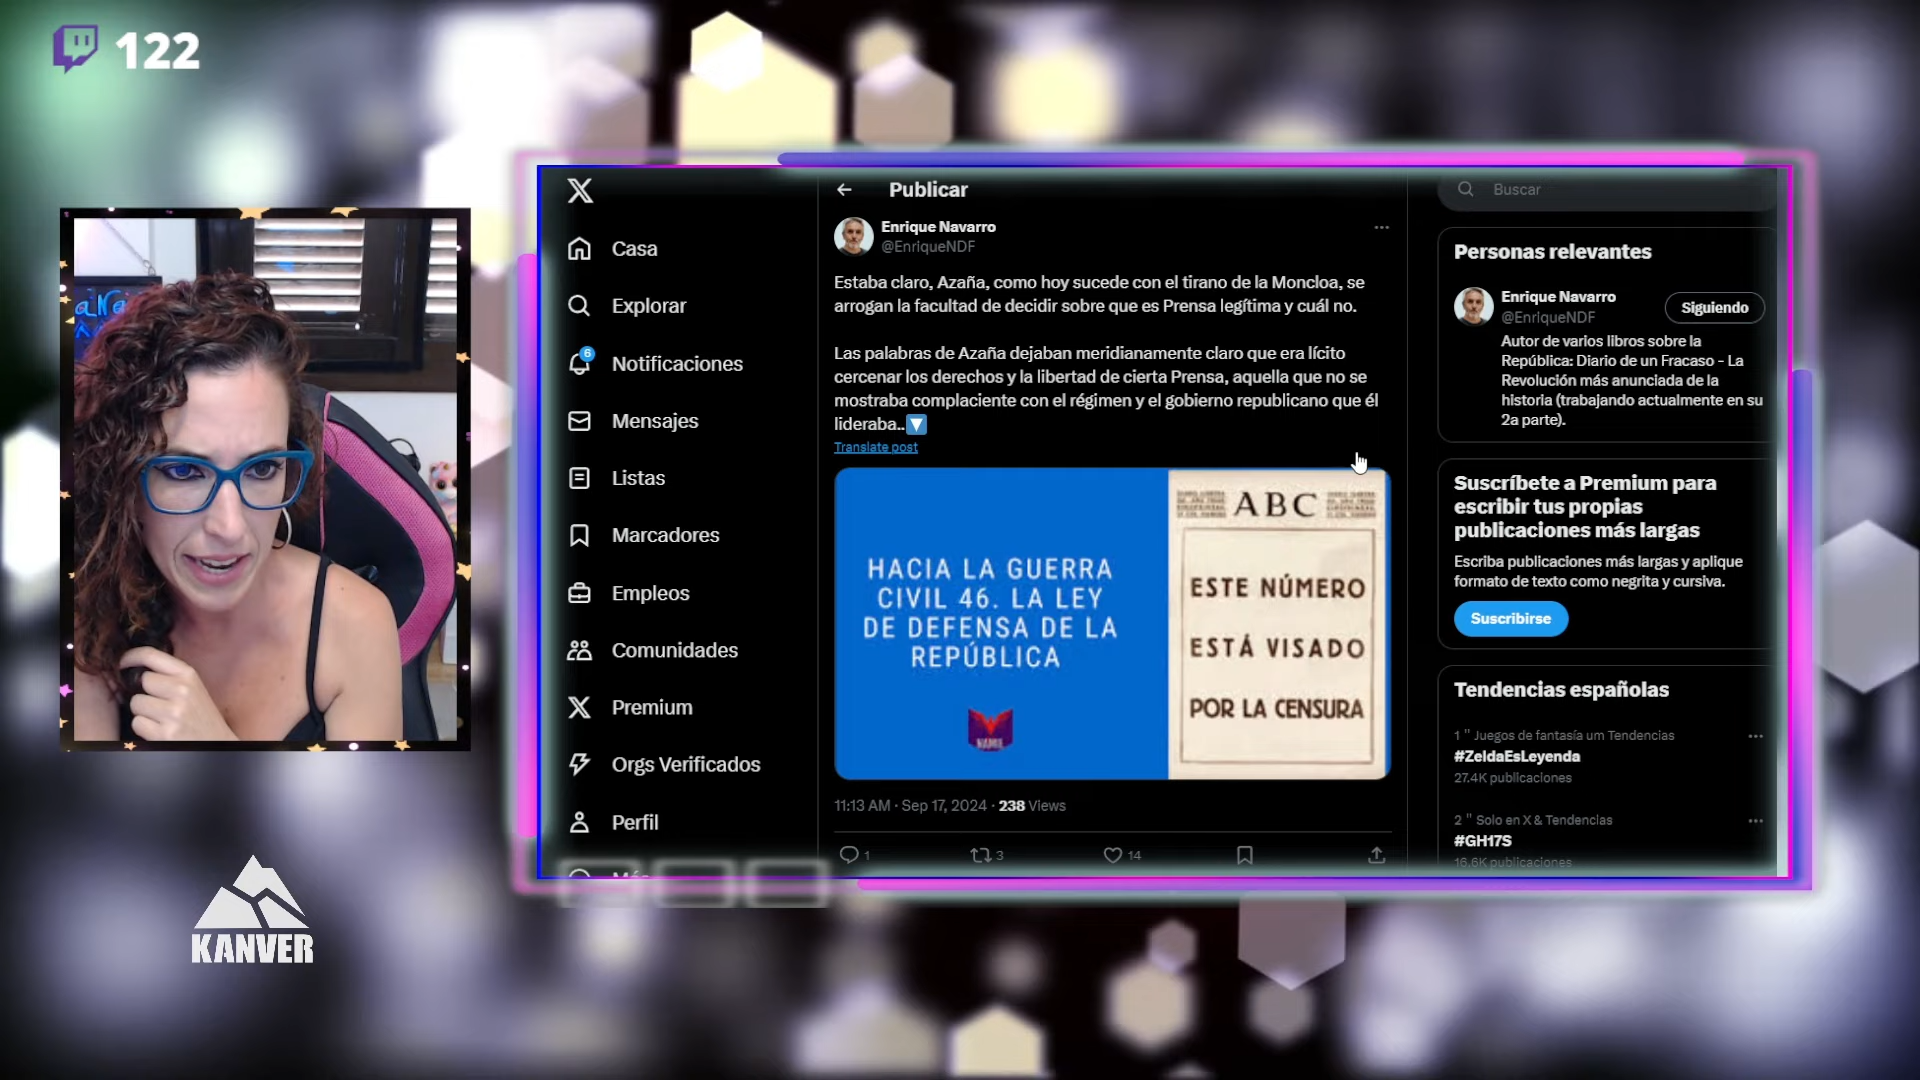 122
Casa
Explorar
6
Notificaciones
Mensajes
Listas
Marcadores
Empleos
Comunidades
Premium
Orgs Verificados
Perfil
Más
Publicar
Enrique Navarro
@EnriqueNDF
Estaba claro, Azaña, como hoy sucede con el tirano de la Moncloa, se
arrogan la facultad de decidir sobre que es Prensa legítima y cuál no.
Las palabras de Azaña dejaban meridianamente claro que era lícito
cercenar los derechos y la libertad de cierta Prensa, aquella que no se
mostraba complaciente con el régimen y el gobierno republicano que él
lideraba..
Translate post
HACIA LA GUERRA
CIVIL 46. LA LEY
DE DEFENSA DE LA
REPÚBLICA
NAMIE
ABC
ESTE NÚMERO
ESTÁ VISADO
POR LA CENSURA
11:13 AM · Sep 17, 2024 · 238 Views
1
3
14
Buscar
Personas relevantes
Enrique Navarro
@EnriqueNDF
Siguiendo
Autor de varios libros sobre la
República: Diario de un Fracaso - La
Revolución más anunciada de la
historia (trabajando actualmente en su
2a parte).
Suscríbete a Premium para
escribir tus propias
publicaciones más largas
Escriba publicaciones más largas y aplique
formato de texto como negrita y cursiva.
Suscribirse
Tendencias españolas
1 " Juegos de fantasía um Tendencias
#ZeldaEsLeyenda
27.4K publicaciones
2 " Solo en X & Tendencias
#GH17S
16.6K publicaciones
KANVER